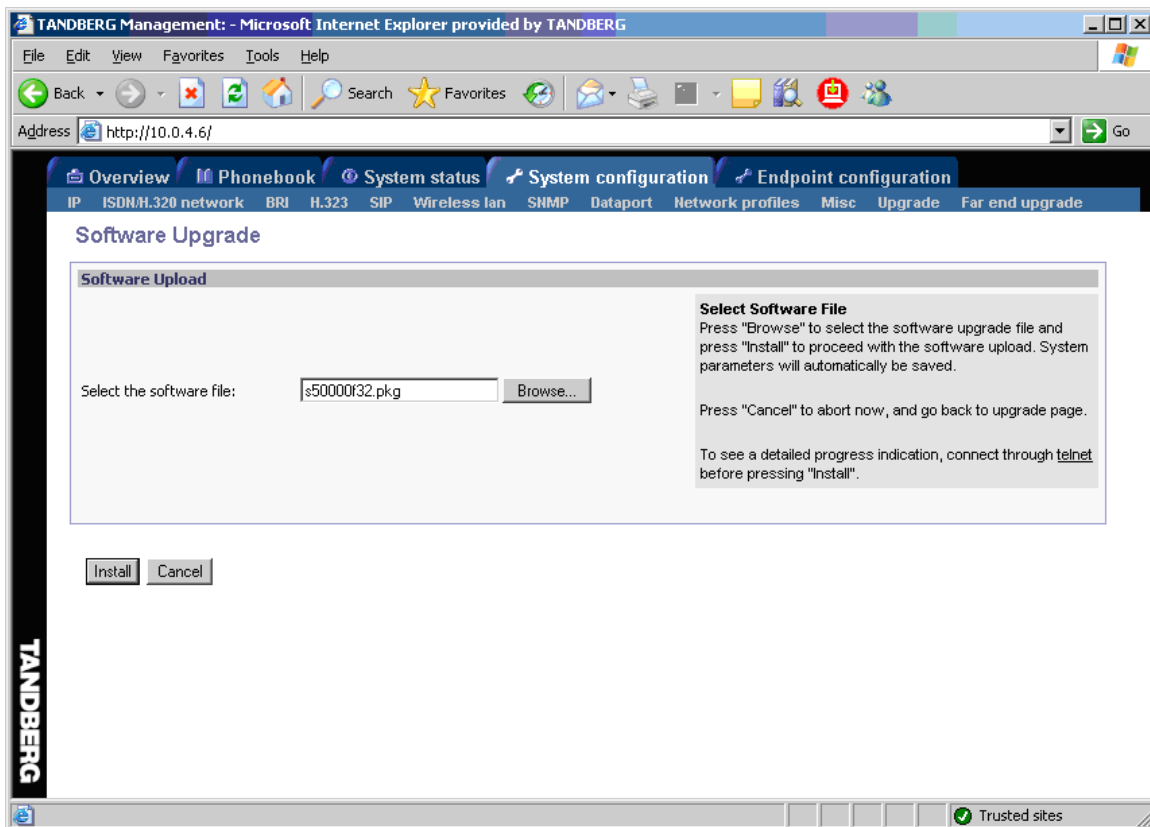 TANDBERG Management: - Microsoft Internet Explorer provided by TANDBERG
File Edit View Favorites Tools Help
Back Search Favorites
Address http://10.0.4.6/ Go
Overview Phonebook System status System configuration Endpoint configuration
IP ISDN/H.320 network BRI H.323 SIP Wireless lan SNMP Dataport Network profiles Misc Upgrade Far end upgrade
Software Upgrade
Software Upload
Select the software file: s50000f32.pkg Browse...
Select Software File
Press "Browse" to select the software upgrade file and
press "Install" to proceed with the software upload. System
parameters will automatically be saved.
Press "Cancel" to abort now, and go back to upgrade page.
To see a detailed progress indication, connect through telnet
before pressing "Install".
Install Cancel
TANDBERG
Trusted sites